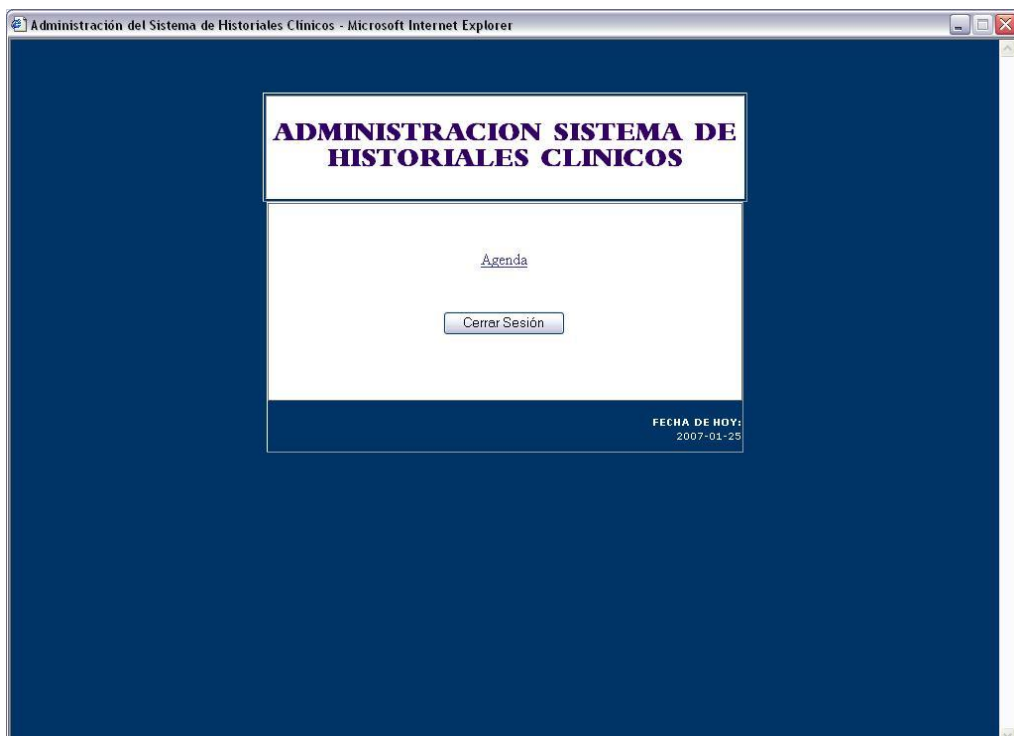 Administración del Sistema de Historiales Clínicos - Microsoft Internet Explorer
ADMINISTRACION SISTEMA DE
HISTORIALES CLINICOS
Agenda
Cerrar Sesión
FECHA DE HOY:
2007-01-25